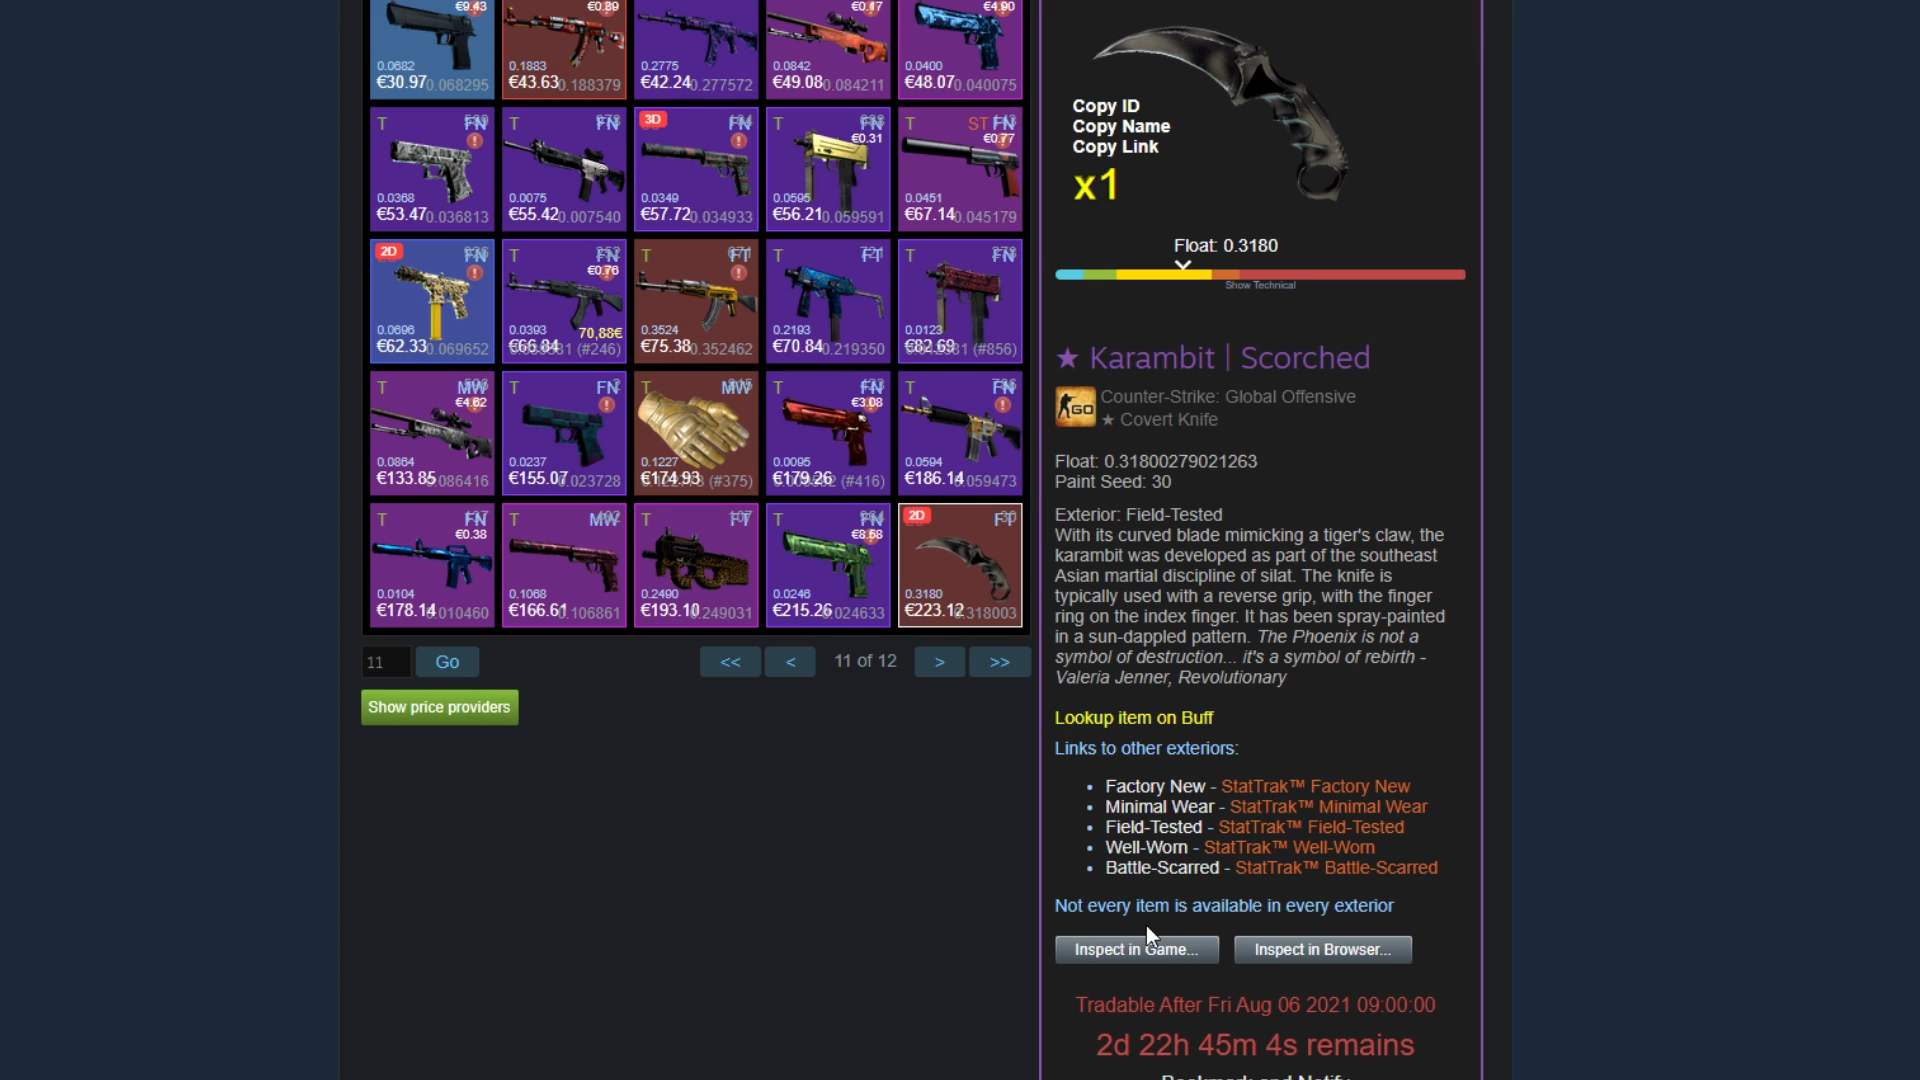 €9.43
0.0682
€30.97 0.068295
€0.89
0.1883
€43.63 0.188379
0.2775
€42.24 0.277572
€0.17
0.0842
€49.08 0.084211
€4.90
0.0400
€48.07 0.040075
T FN
0.0368
€53.47 0.036813
T FN
0.0075
€55.42 0.007540
3D FN
0.0349
€57.72 0.034933
T FN
€0.31
0.0595
€56.21 0.059591
T ST FN
€0.77
0.0451
€67.14 0.045179
2D FN
0.0696
€62.33 0.069652
T FN
€0.76
0.0393
70,88€
€66.84 (#246)
T FT
0.3524
€75.38 0.352462
T FT
0.2193
€70.84 0.219350
T FN
0.0123
€82.69 (#856)
T MW
€4.62
0.0864
€133.85 086416
T FN
0.0237
€155.07 .023728
T MW
0.1227
€174.93 (#375)
T FN
€3.08
0.0095
€179.26 (#416)
T FN
0.0594
€186.14 .059473
T FN
€0.38
0.0104
€178.14 010460
T MW
0.1068
€166.61 .106861
T FT
0.2490
€193.10 249031
T FN
€8.58
0.0246
€215.26 024633
2D FT
0.3180
€223.12 .318003
11 Go << < 11 of 12 > >>
Show price providers
Copy ID
Copy Name
Copy Link
x1
Float: 0.3180
Show Technical
★ Karambit | Scorched
GO
Counter-Strike: Global Offensive
★ Covert Knife
Float: 0.31800279021263
Paint Seed: 30
Exterior: Field-Tested
With its curved blade mimicking a tiger's claw, the
karambit was developed as part of the southeast
Asian martial discipline of silat. The knife is
typically used with a reverse grip, with the finger
ring on the index finger. It has been spray-painted
in a sun-dappled pattern. The Phoenix is not a
symbol of destruction... it's a symbol of rebirth -
Valeria Jenner, Revolutionary
Lookup item on Buff
Links to other exteriors:
• Factory New - StatTrak™ Factory New
• Minimal Wear - StatTrak™ Minimal Wear
• Field-Tested - StatTrak™ Field-Tested
• Well-Worn - StatTrak™ Well-Worn
• Battle-Scarred - StatTrak™ Battle-Scarred
Not every item is available in every exterior
Inspect in Game... Inspect in Browser...
Tradable After Fri Aug 06 2021 09:00:00
2d 22h 45m 4s remains